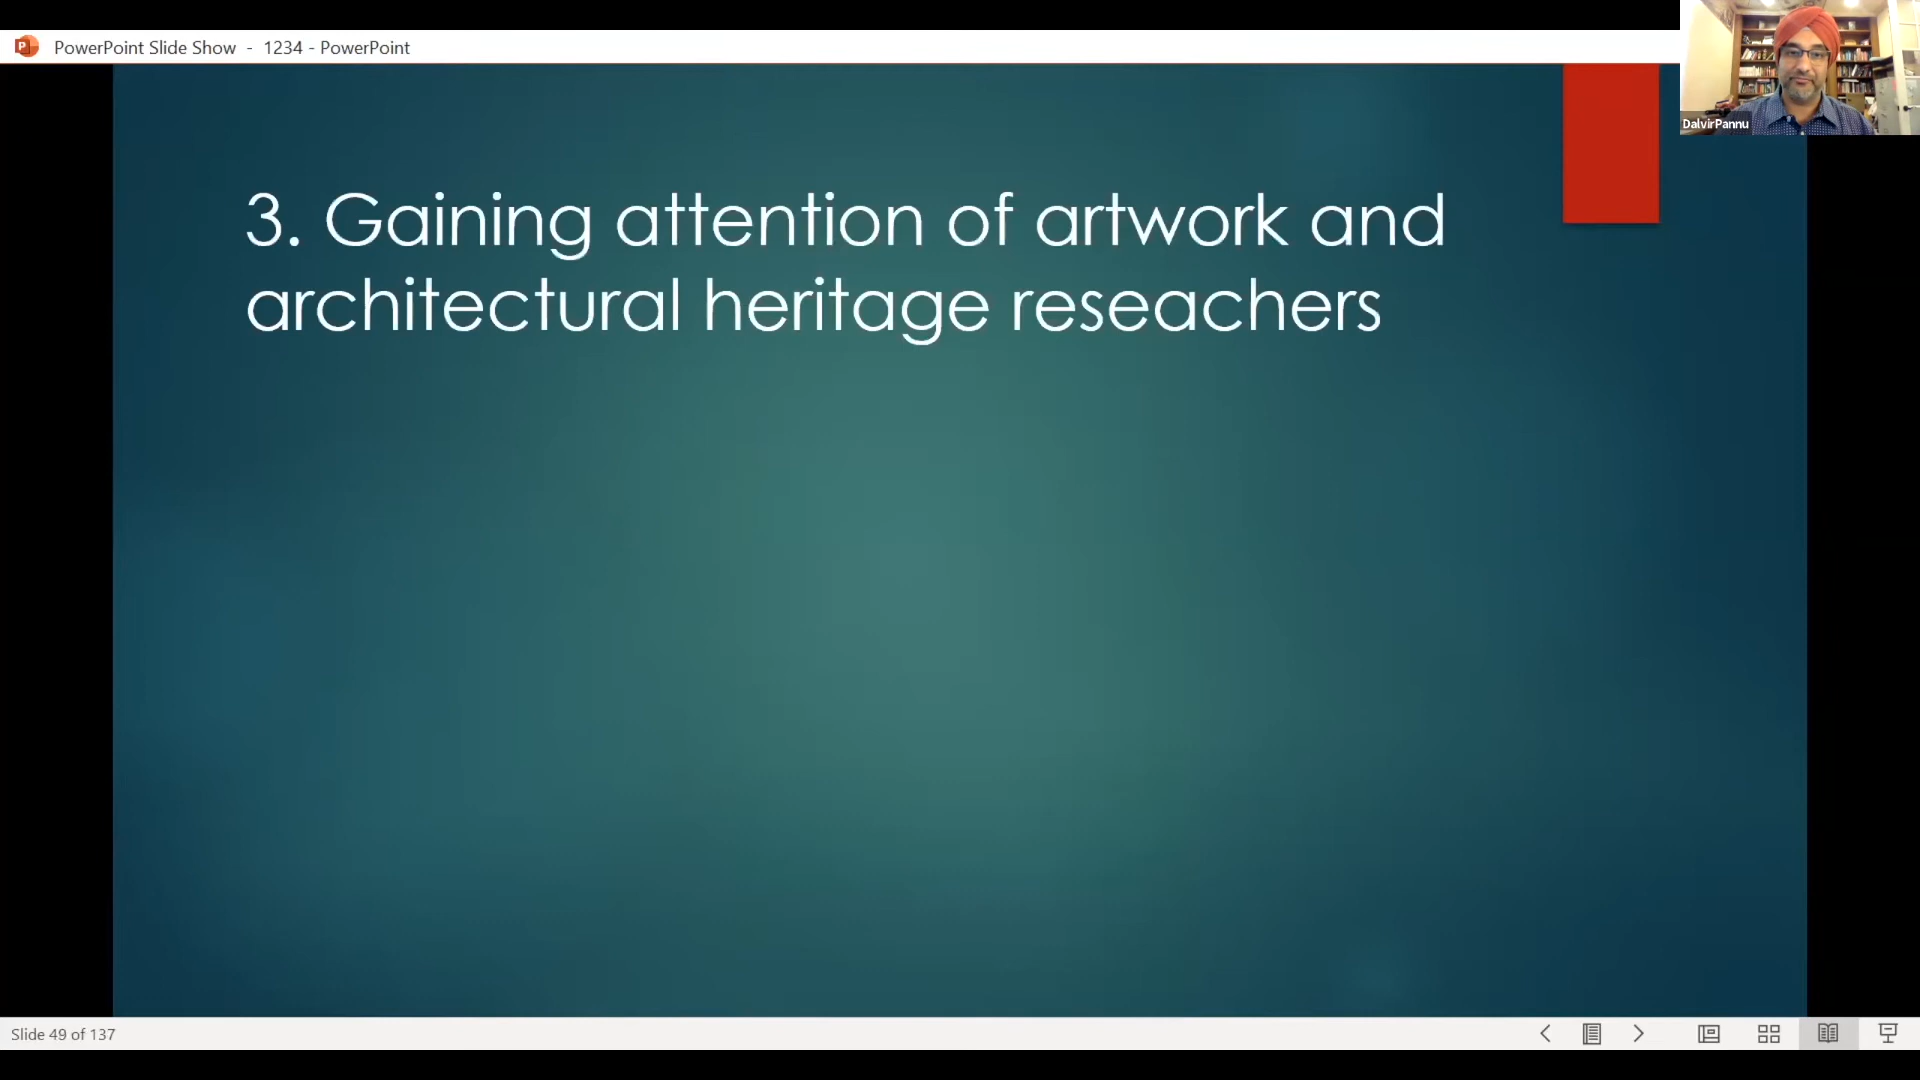 PowerPoint Slide Show - 1234 - PowerPoint
DalvirPannu
3. Gaining attention of artwork and
architectural heritage reseachers
Slide 49 of 137